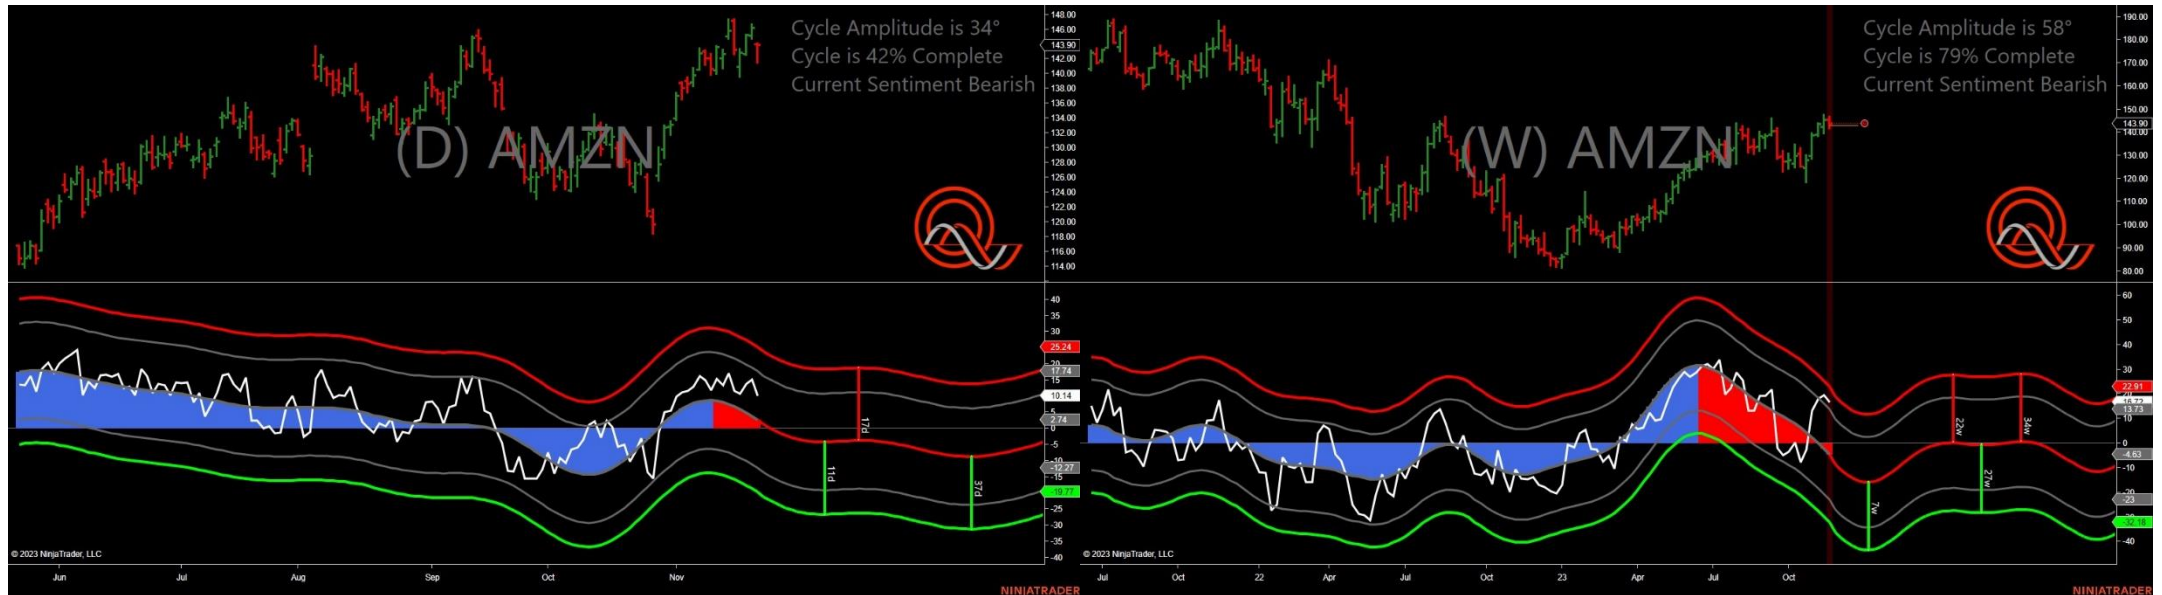 Cycle Amplitude is 34°
Cycle is 42% Complete
Current Sentiment Bearish
(D) AMZN
148.00
146.00
143.90
142.00
140.00
138.00
136.00
134.00
132.00
130.00
128.00
126.00
124.00
122.00
120.00
118.00
116.00
114.00
40
35
30
25.24
20
17.74
15
10.14
5
2.74
0
-5
-10
-12.27
-15
-19.77
-25
-30
-35
-40
17d
11d
37d
© 2023 NinjaTrader, LLC
Jun
Jul
Aug
Sep
Oct
Nov
NINJATRADER
Cycle Amplitude is 58°
Cycle is 79% Complete
Current Sentiment Bearish
(W) AMZN
190.00
180.00
170.00
160.00
150.00
143.90
140.00
130.00
120.00
110.00
100.00
90.00
80.00
60
50
40
30
22.91
13.73
10
0
-4.63
-10
-23
-32.18
-40
22w
34w
27w
7w
© 2023 NinjaTrader, LLC
Jul
Oct
22
Apr
Jul
Oct
23
Apr
Jul
Oct
NINJATRADER